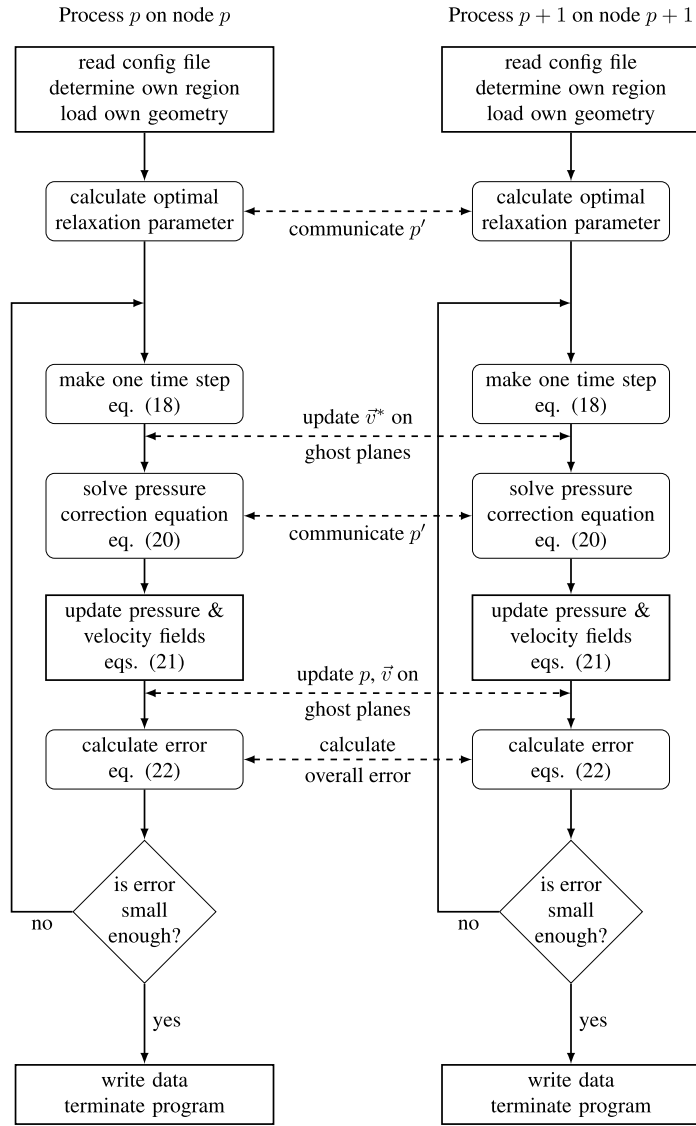 Process p on node p
Process p + 1 on node p + 1
read config file
determine own region
load own geometry
read config file
determine own region
load own geometry
calculate optimal
relaxation parameter
communicate p′
calculate optimal
relaxation parameter
make one time step
eq. (18)
make one time step
eq. (18)
update v⃗* on
ghost planes
solve pressure
correction equation
eq. (20)
communicate p′
solve pressure
correction equation
eq. (20)
update pressure &
velocity fields
eqs. (21)
update pressure &
velocity fields
eqs. (21)
update p, v⃗ on
ghost planes
calculate error
eq. (22)
calculate
overall error
calculate error
eqs. (22)
is error
small
enough?
no
is error
small
enough?
no
yes
yes
write data
terminate program
write data
terminate program